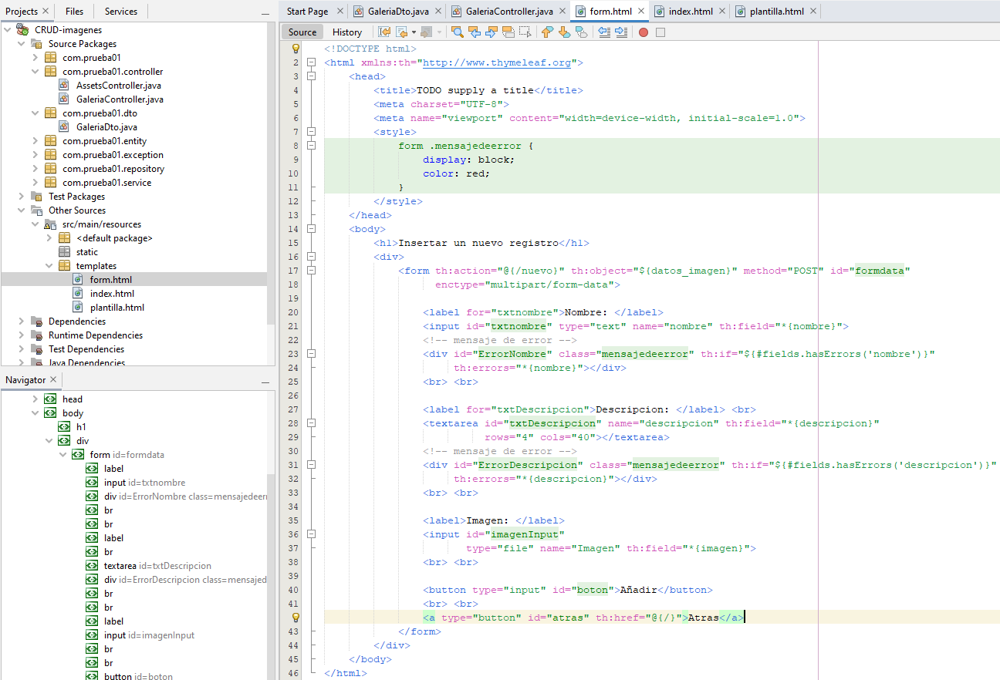 Projects
Files
Services
CRUD-imagenes
Source Packages
com.prueba01
com.prueba01.controller
AssetsController.java
GaleriaController.java
com.prueba01.dto
GaleriaDto.java
com.prueba01.entity
com.prueba01.exception
com.prueba01.repository
com.prueba01.service
Test Packages
Other Sources
src/main/resources
<default package>
static
templates
form.html
index.html
plantilla.html
Dependencies
Runtime Dependencies
Test Dependencies
Java Dependencies
Navigator
head
body
h1
div
form id=formdata
label
input id=txtnombre
div id=ErrorNombre class=mensajedeerr
br
br
label
br
textarea id=txtDescripcion
div id=ErrorDescripcion class=mensajed
br
br
label
input id=imagenInput
br
br
button id=boton
Start Page
GaleriaDto.java
GaleriaController.java
form.html
index.html
plantilla.html
Source
History
<!DOCTYPE html>
2 <html xmlns:th="http://www.thymeleaf.org">
3 <head>
4 <title>TODO supply a title</title>
5 <meta charset="UTF-8">
6 <meta name="viewport" content="width=device-width, initial-scale=1.0">
7 <style>
8 form .mensajedeerror {
9 display: block;
10 color: red;
11 }
12 </style>
13 </head>
14 <body>
15 <h1>Insertar un nuevo registro</h1>
16 <div>
17 <form th:action="@{/nuevo}" th:object="${datos_imagen}" method="POST" id="formdata"
18 enctype="multipart/form-data">
19
20 <label for="txtnombre">Nombre: </label>
21 <input id="txtnombre" type="text" name="nombre" th:field="*{nombre}">
22 <!-- mensaje de error -->
23 <div id="ErrorNombre" class="mensajedeerror" th:if="${#fields.hasErrors('nombre')}"
24 th:errors="*{nombre}"></div>
25 <br> <br>
26
27 <label for="txtDescripcion">Descripcion: </label> <br>
28 <textarea id="txtDescripcion" name="descripcion" th:field="*{descripcion}"
29 rows="4" cols="40"></textarea>
30 <!-- mensaje de error -->
31 <div id="ErrorDescripcion" class="mensajedeerror" th:if="${#fields.hasErrors('descripcion')}"
32 th:errors="*{descripcion}"></div>
33 <br> <br>
34
35 <label>Imagen: </label>
36 <input id="imagenInput"
37 type="file" name="Imagen" th:field="*{imagen}">
38 <br> <br>
39
40 <button type="input" id="boton">Añadir</button>
41 <br> <br>
<a type="button" id="atras" th:href="@{/}">Atras</a>
43 </form>
44 </div>
45 </body>
46 </html>